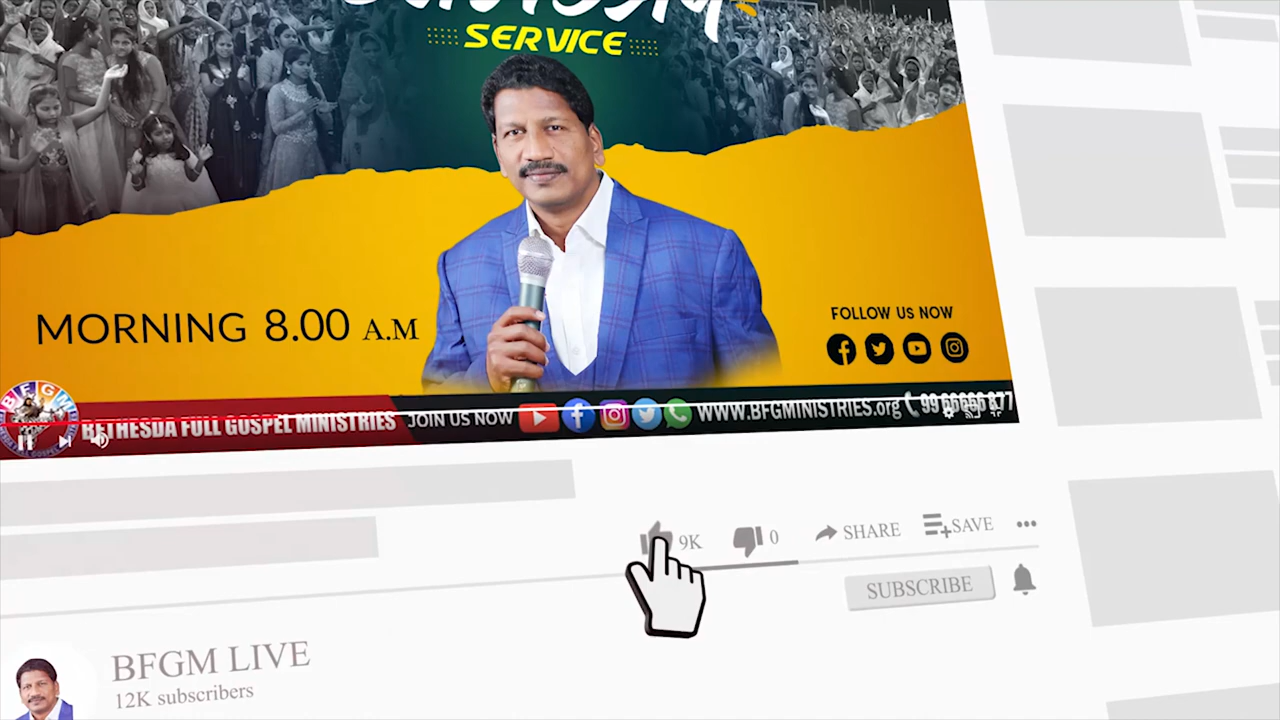 SERVICE
MORNING 8.00 A.M
FOLLOW US NOW
BFGM
BETHESDA FULL GOSPEL MINISTRIES
JOIN US NOW
WWW.BFGMINISTRIES.org
9K
0
SHARE
SAVE
SUBSCRIBE
BFGM LIVE
12K subscribers